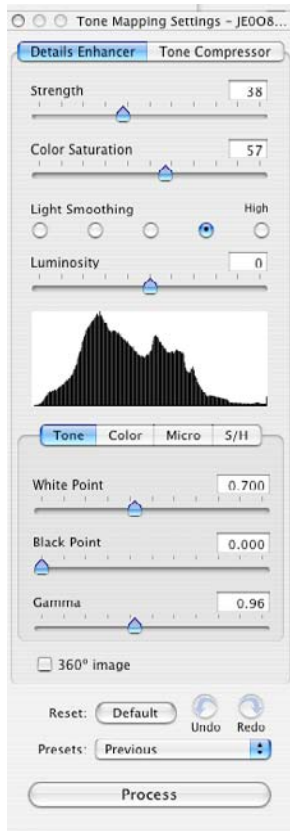 Tone Mapping Settings – JE0O8...
Details Enhancer Tone Compressor
Strength 38
Color Saturation 57
Light Smoothing High
Luminosity 0
Tone Color Micro S/H
White Point 0.700
Black Point 0.000
Gamma 0.96
360° image
Reset: Default Undo Redo
Presets: Previous
Process